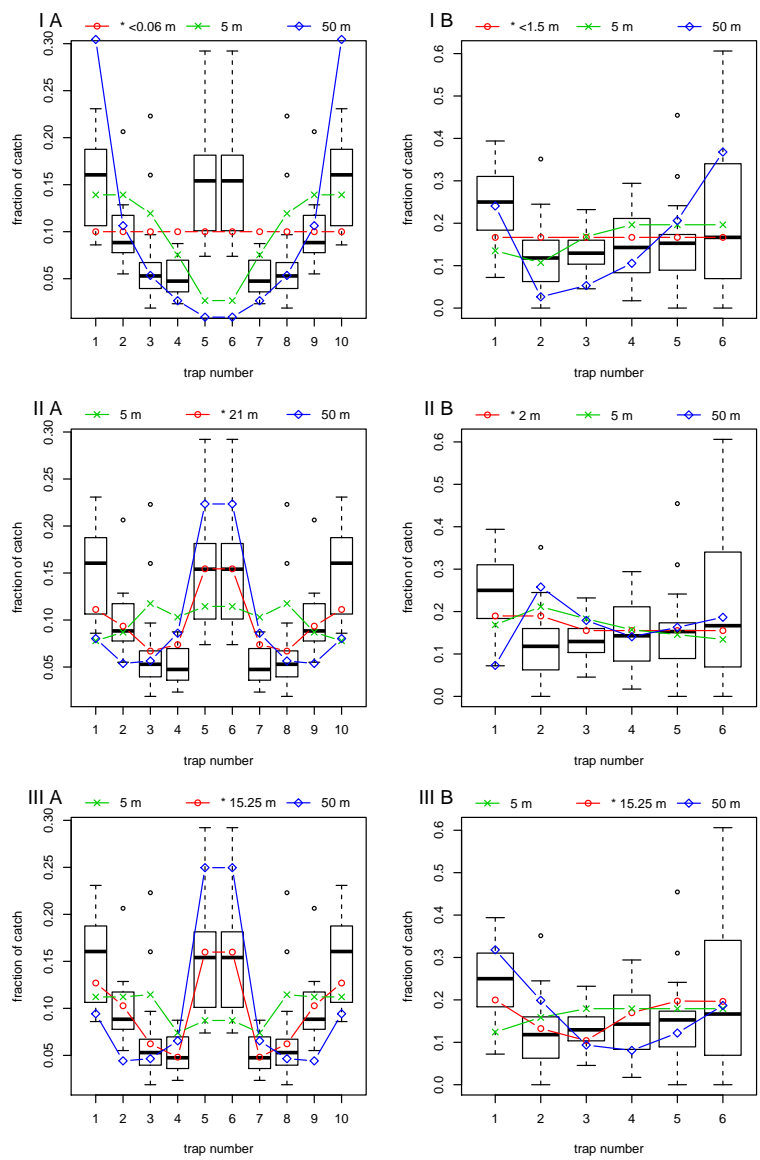 I A
* <0.06 m 5 m 50 m
fraction of catch
0.05 0.10 0.15 0.20 0.25 0.30
1 2 3 4 5 6 7 8 9 10
trap number
I B
* <1.5 m 5 m 50 m
fraction of catch
0.0 0.1 0.2 0.3 0.4 0.5 0.6
1 2 3 4 5 6
trap number
II A
5 m * 21 m 50 m
fraction of catch
0.05 0.10 0.15 0.20 0.25 0.30
1 2 3 4 5 6 7 8 9 10
trap number
II B
* 2 m 5 m 50 m
fraction of catch
0.0 0.1 0.2 0.3 0.4 0.5 0.6
1 2 3 4 5 6
trap number
III A
5 m * 15.25 m 50 m
fraction of catch
0.05 0.10 0.15 0.20 0.25 0.30
1 2 3 4 5 6 7 8 9 10
trap number
III B
5 m * 15.25 m 50 m
fraction of catch
0.0 0.1 0.2 0.3 0.4 0.5 0.6
1 2 3 4 5 6
trap number